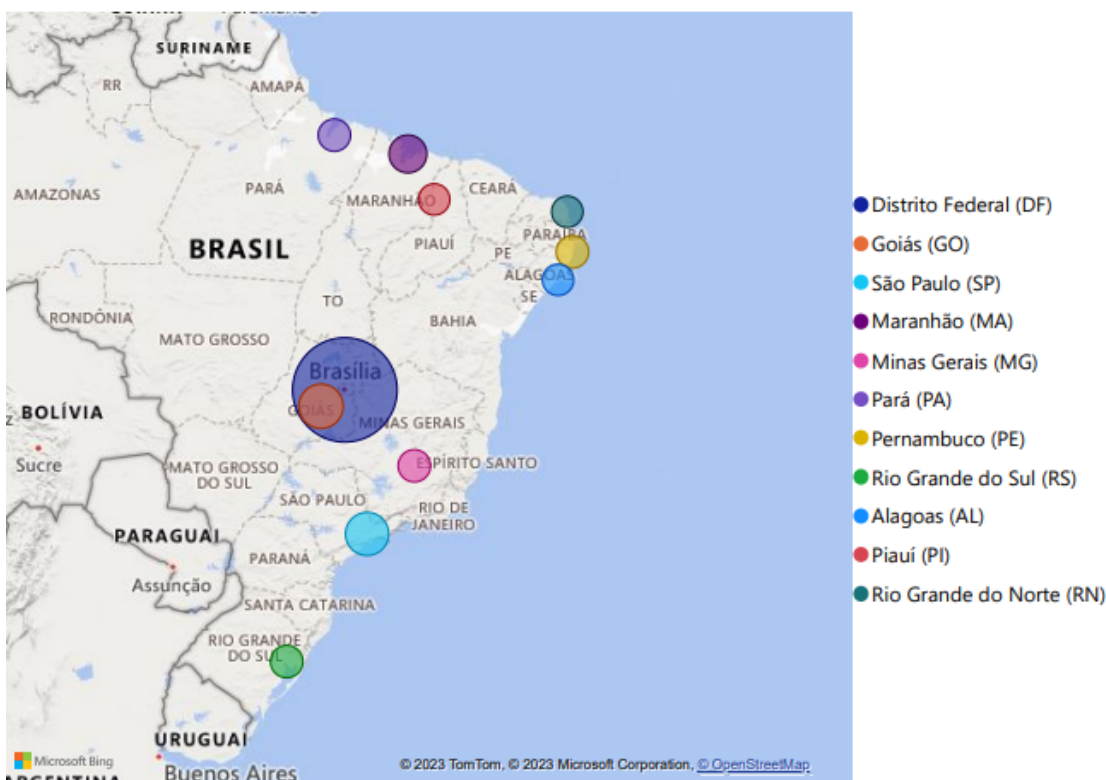 SURINAME
RR
AMAPÁ
AMAZONAS
PARÁ
MARANHÃO
CEARÁ
BRASIL
PIAUÍ
PARAÍBA
PE
ALAGOAS
SE
TO
RONDÔNIA
BAHIA
MATO GROSSO
Brasília
BOLÍVIA
GOIÁS
MINAS GERAIS
Sucre
MATO GROSSO
DO SUL
ESPÍRITO SANTO
SÃO PAULO
RIO DE
JANEIRO
PARAGUAI
PARANÁ
Assunção
SANTA CATARINA
RIO GRANDE
DO SUL
URUGUAI
Microsoft Bing
Buenos Aires
ARGENTINA
© 2023 TomTom, © 2023 Microsoft Corporation, © OpenStreetMap
Distrito Federal (DF)
Goiás (GO)
São Paulo (SP)
Maranhão (MA)
Minas Gerais (MG)
Pará (PA)
Pernambuco (PE)
Rio Grande do Sul (RS)
Alagoas (AL)
Piauí (PI)
Rio Grande do Norte (RN)